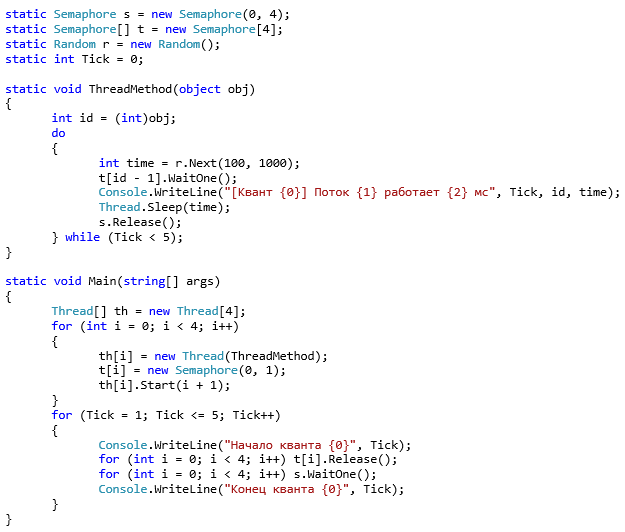 static Semaphore s = new Semaphore(0, 4);
static Semaphore[] t = new Semaphore[4];
static Random r = new Random();
static int Tick = 0;

static void ThreadMethod(object obj)
{
int id = (int)obj;
do
{
int time = r.Next(100, 1000);
t[id - 1].WaitOne();
Console.WriteLine("[Квант {0}] Поток {1} работает {2} мс", Tick, id, time);
Thread.Sleep(time);
s.Release();
} while (Tick < 5);
}

static void Main(string[] args)
{
Thread[] th = new Thread[4];
for (int i = 0; i < 4; i++)
{
th[i] = new Thread(ThreadMethod);
t[i] = new Semaphore(0, 1);
th[i].Start(i + 1);
}
for (Tick = 1; Tick <= 5; Tick++)
{
Console.WriteLine("Начало кванта {0}", Tick);
for (int i = 0; i < 4; i++) t[i].Release();
for (int i = 0; i < 4; i++) s.WaitOne();
Console.WriteLine("Конец кванта {0}", Tick);
}
}